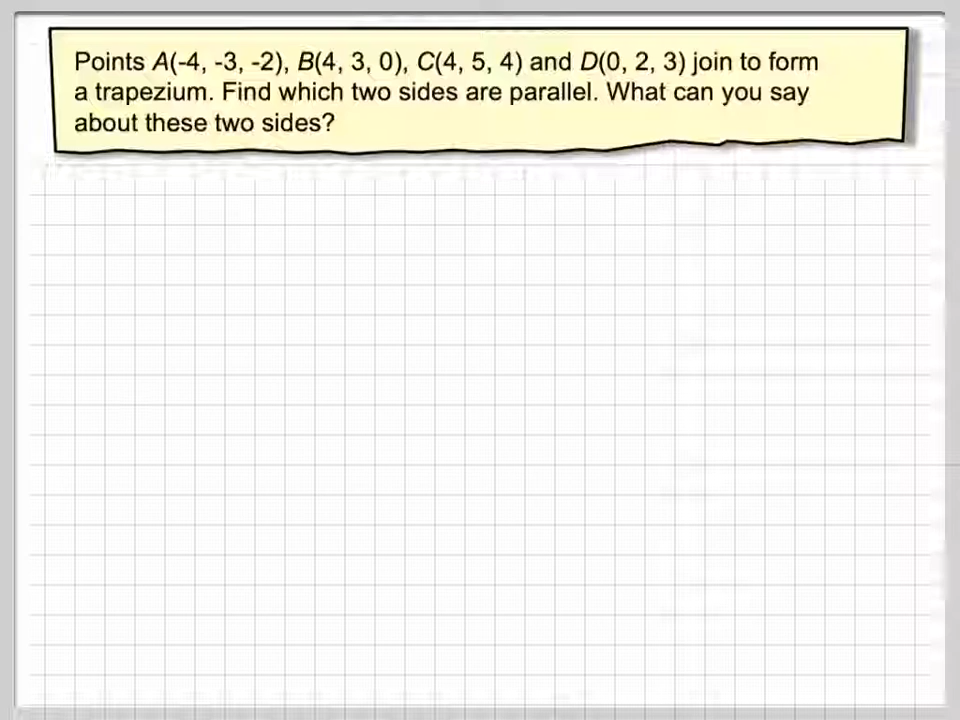 Points A(-4, -3, -2), B(4, 3, 0), C(4, 5, 4) and D(0, 2, 3) join to form
a trapezium. Find which two sides are parallel. What can you say
about these two sides?